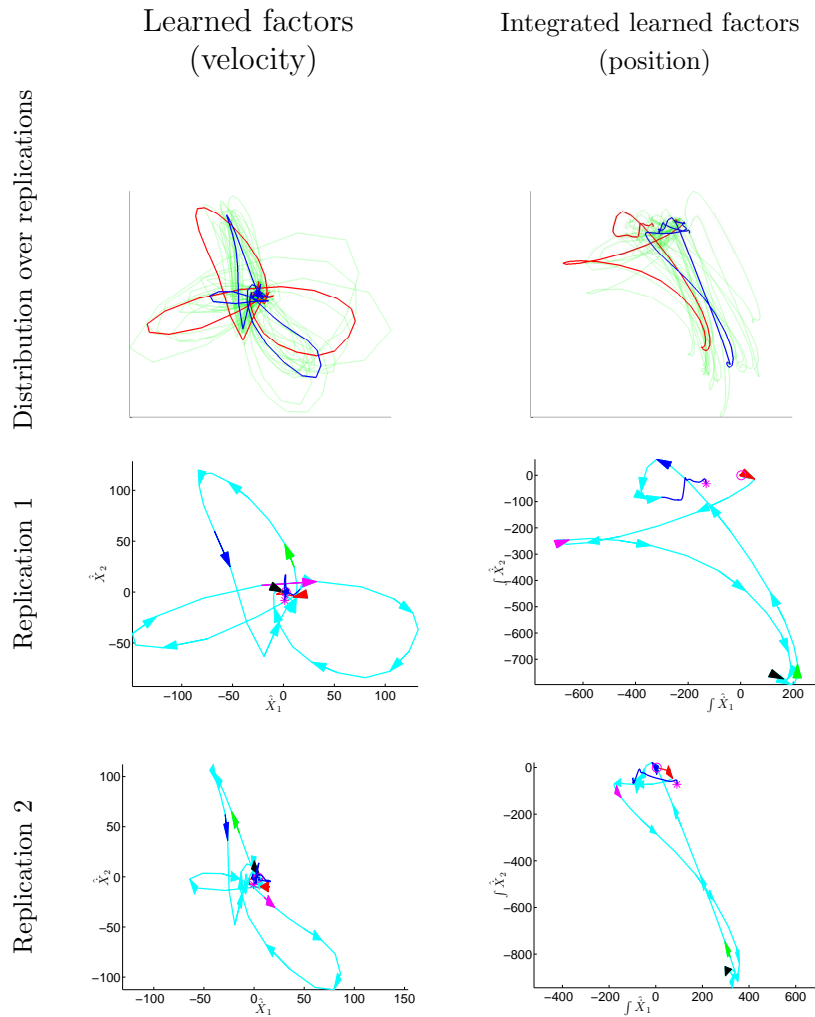 Learned factors
(velocity)
Integrated learned factors
(position)
Distribution over replications
Replication 1
100
50
0
−50
−100
−50
0
50
100
X̂₂
X̂₁
0
−100
−200
−300
−400
−500
−600
−700
−600
−400
−200
0
200
∫ X̂₂
∫ X̂₁
Replication 2
100
50
0
−50
−100
−100
−50
0
50
100
150
X̂₂
X̂₁
0
−200
−400
−600
−800
−400
−200
0
200
400
600
∫ X̂₂
∫ X̂₁